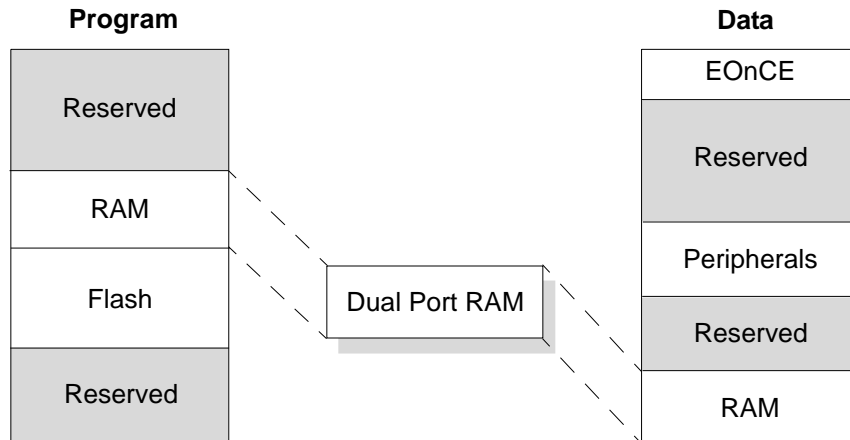 Program
Reserved
RAM
Flash
Reserved
Dual Port RAM
Data
EOnCE
Reserved
Peripherals
Reserved
RAM